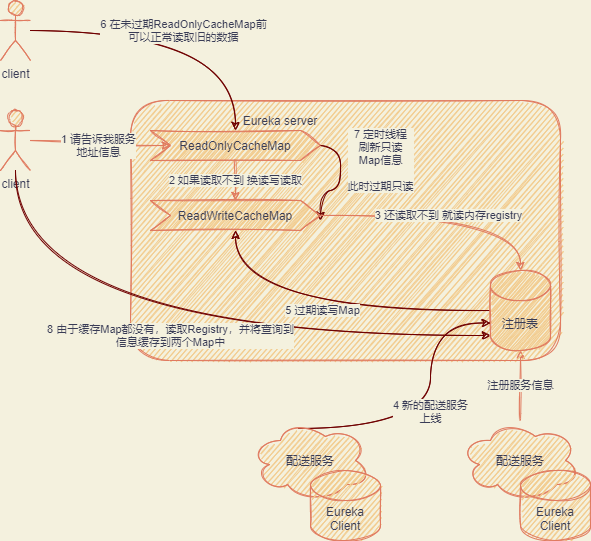 6 在未过期ReadOnlyCacheMap前
可以正常读取旧的数据
client
Eureka server
1 请告诉我服务
地址信息
ReadOnlyCacheMap
7 定时线程
刷新只读
Map信息
此时过期只读
client
2 如果读取不到 换读写读取
ReadWriteCacheMap
3 还读取不到 就读内存registry
5 过期读写Map
注册表
8 由于缓存Map都没有，读取Registry，并将查询到
信息缓存到两个Map中
注册服务信息
4 新的配送服务
上线
配送服务
Eureka
Client
配送服务
Eureka
Client